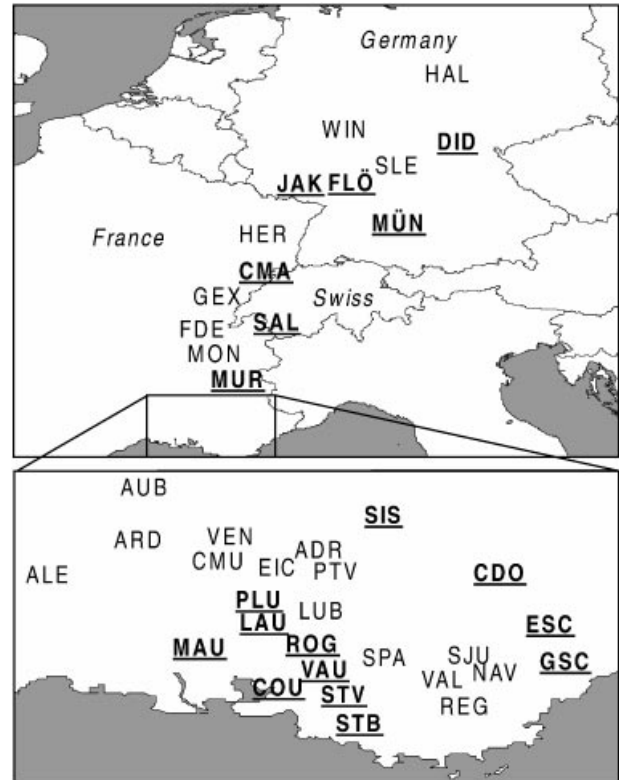 Germany
HAL
WIN
DID
SLE
JAK FLÖ
MÜN
France
HER
CMA
GEX
Swiss
SAL
FDE
MON
MUR
AUB
SIS
ARD
VEN
CMU
ADR
EIC
PTV
ALE
CDO
PLU
LUB
LAU
ESC
MAU
ROG
SPA
SJU
GSC
VAU
NAV
VAL
COU
STV
REG
STB